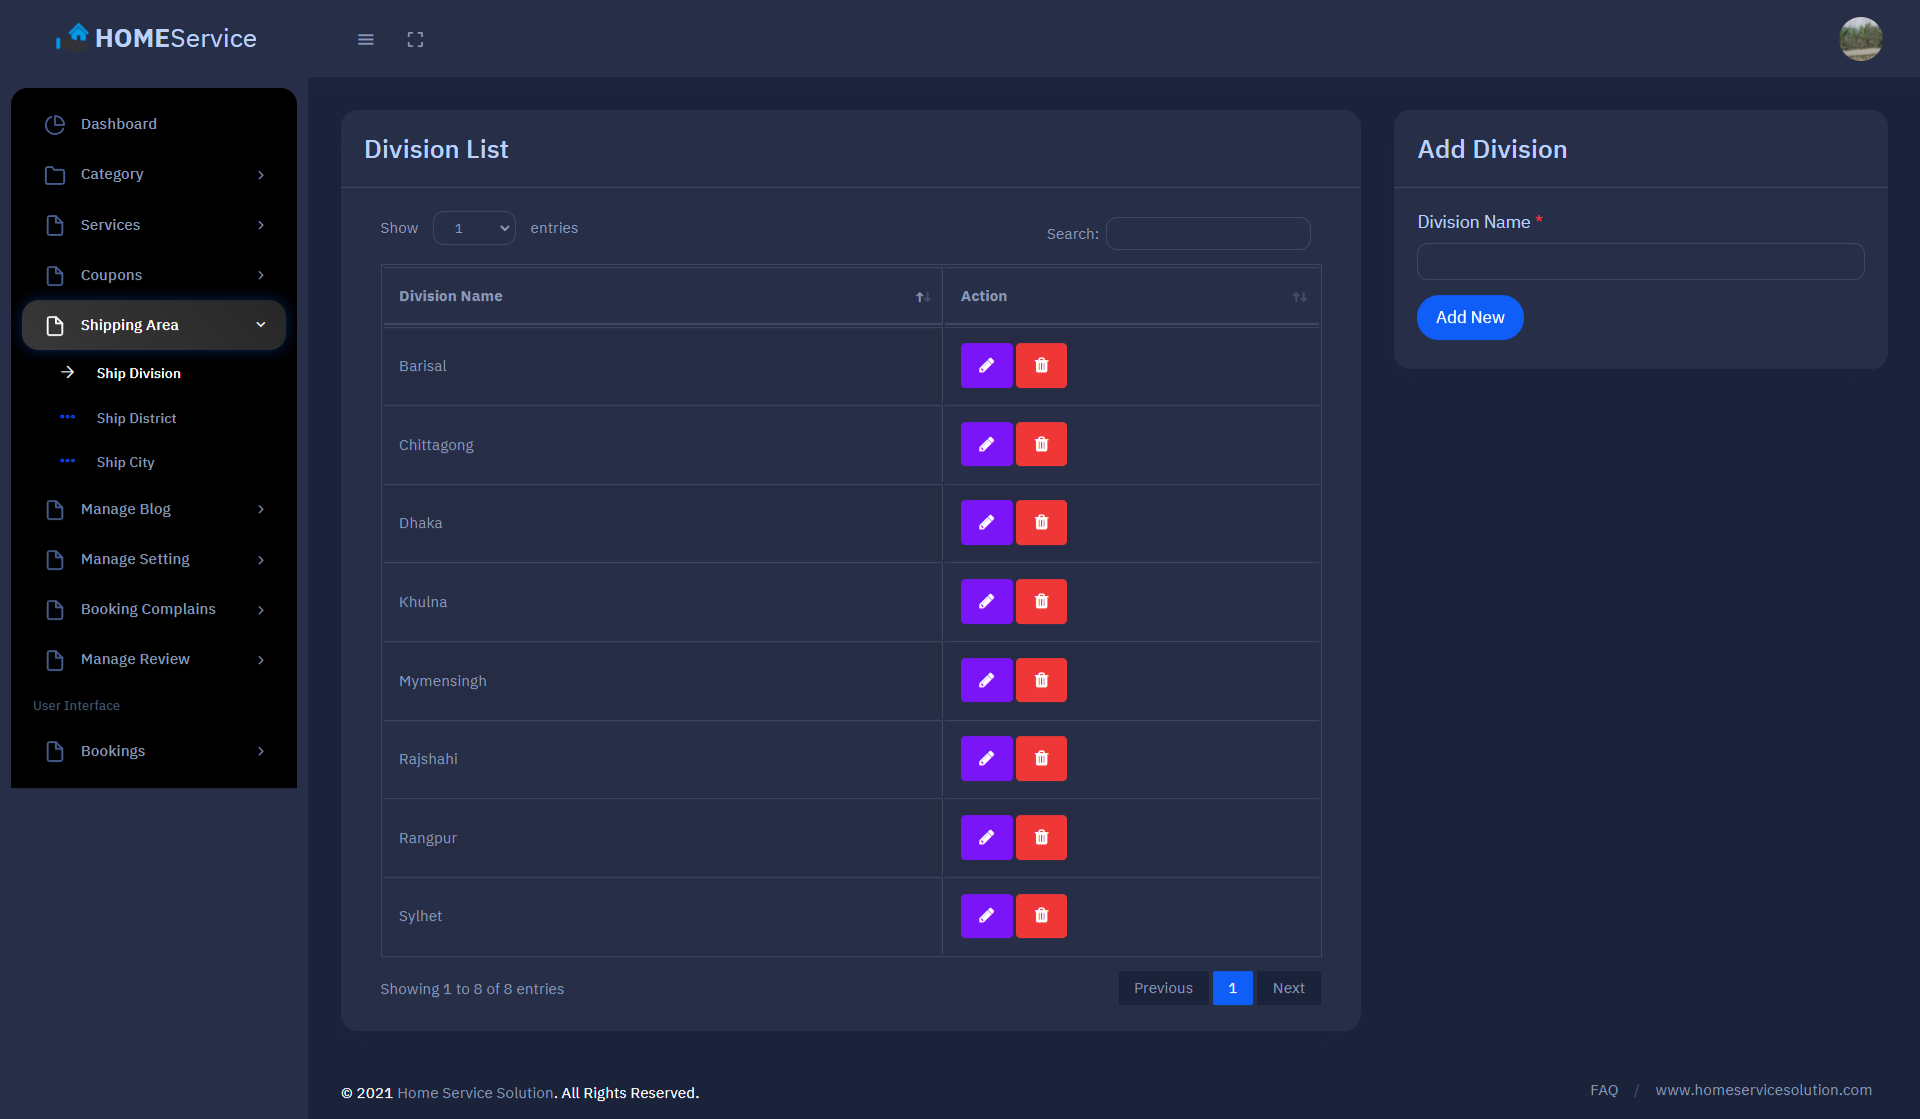 HOMEService
Dashboard
Category
Services
Coupons
Shipping Area
Ship Division
Ship District
Ship City
Manage Blog
Manage Setting
Booking Complains
Manage Review
User Interface
Bookings
Division List
Show 1 entries
Search:
Division Name Action
Barisal
Chittagong
Dhaka
Khulna
Mymensingh
Rajshahi
Rangpur
Sylhet
Showing 1 to 8 of 8 entries
Previous 1 Next
Add Division
Division Name *
Add New
© 2021 Home Service Solution. All Rights Reserved.
FAQ / www.homeservicesolution.com